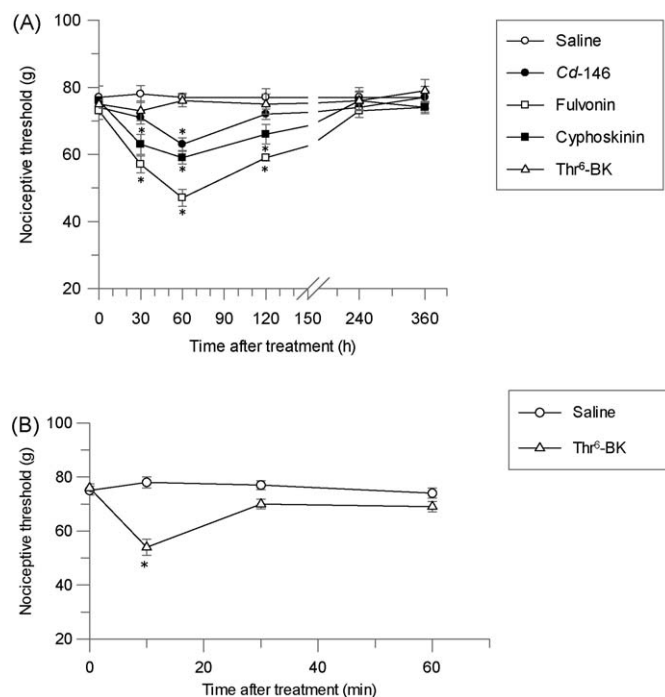 (A)
100
80
60
40
20
Nociceptive threshold (g)
* *
* * *
* * *
0 30 60 90 120 150 240 360
Time after treatment (h)
Saline
Cd-146
Fulvonin
Cyphoskinin
Thr⁶-BK
(B)
100
80
60
40
20
Nociceptive threshold (g)
*
0 20 40 60
Time after treatment (min)
Saline
Thr⁶-BK